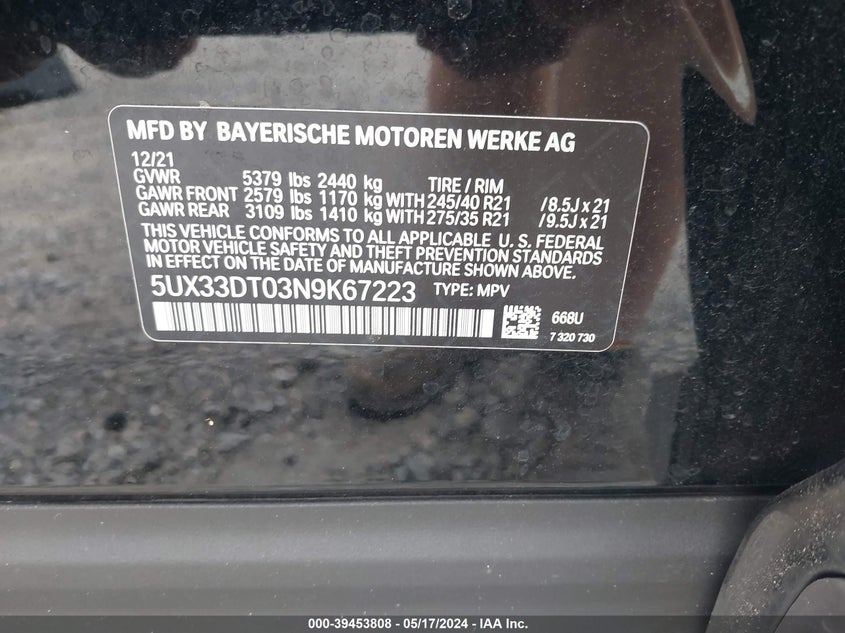 MFD BY BAYERISCHE MOTOREN WERKE AG
12/21
GVWR 5379 lbs 2440 kg TIRE / RIM
GAWR FRONT 2579 lbs 1170 kg WITH 245/40 R21 /8.5J x 21
GAWR REAR 3109 lbs 1410 kg WITH 275/35 R21 /9.5J x 21
THIS VEHICLE CONFORMS TO ALL APPLICABLE U. S. FEDERAL
MOTOR VEHICLE SAFETY AND THEFT PREVENTION STANDARDS
IN EFFECT ON THE DATE OF MANUFACTURE SHOWN ABOVE.
5UX33DT03N9K67223 TYPE: MPV
668U
7 320 730
000-39453808 - 05/17/2024 - IAA Inc.